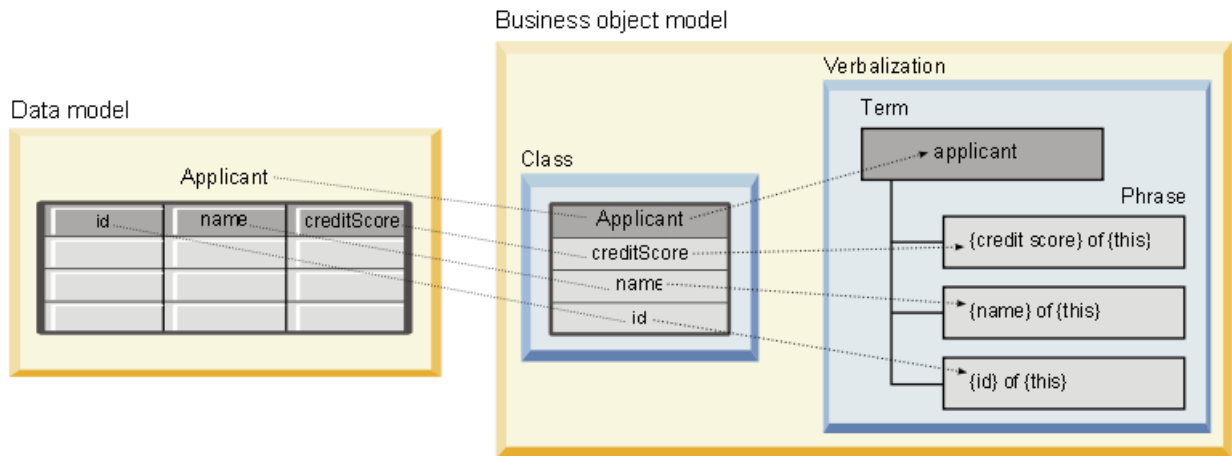 Business object model
Verbalization
Data model
Term
Class
applicant
Applicant
Phrase
id name creditScore
Applicant
creditScore
name
id
{credit score} of {this}
{name} of {this}
{id} of {this}